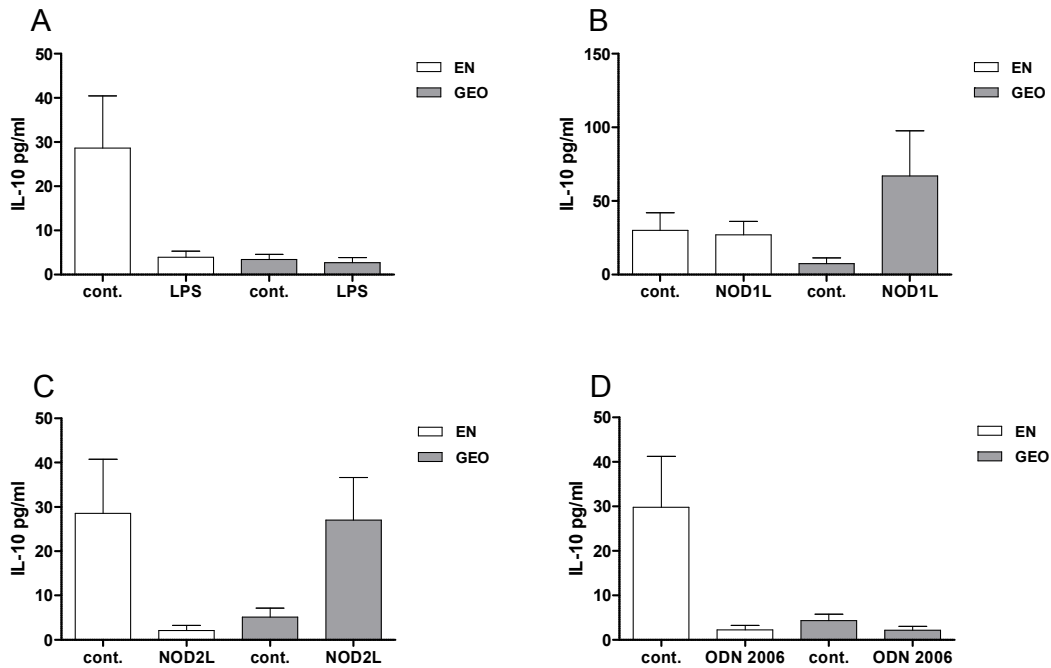 A
IL-10 pg/ml
50
40
30
20
10
0
cont.
LPS
cont.
LPS
EN
GEO
B
IL-10 pg/ml
150
100
50
0
cont.
NOD1L
cont.
NOD1L
EN
GEO
C
IL-10 pg/ml
50
40
30
20
10
0
cont.
NOD2L
cont.
NOD2L
EN
GEO
D
IL-10 pg/ml
50
40
30
20
10
0
cont.
ODN 2006
cont.
ODN 2006
EN
GEO